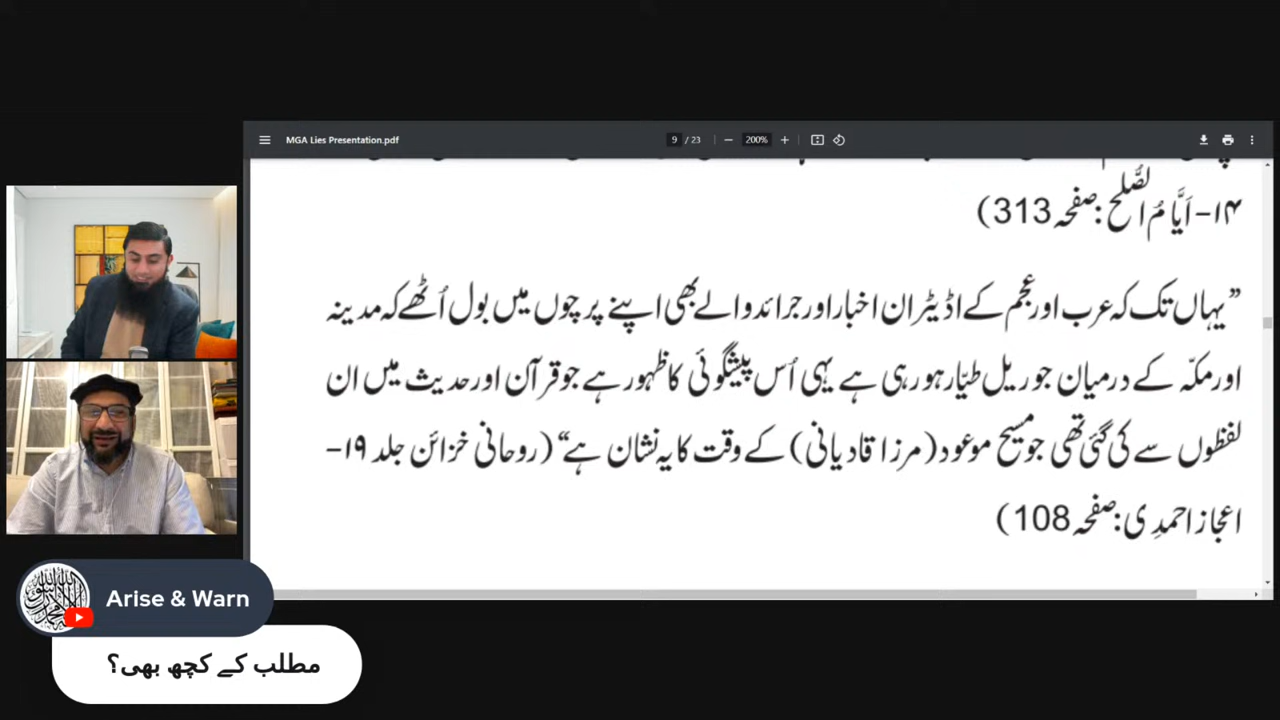 MGA Lies Presentation.pdf
9 / 23
200%
۱۴-اَیَّامُ الصُّلح:صفحہ 313)
”یہاں تک کہ عرب اور عجم کے اڈیٹران اخبار اور جرائد والے بھی اپنے پرچوں میں بول اُٹھے کہ مدینہ
اور مکّہ کے درمیان جو ریل طیّار ہو رہی ہے یہی اُس پیشگوئی کا ظہور ہے جو قرآن اور حدیث میں ان
لفظوں سے کی گئی تھی جو مسیح موعود (مرزا قادیانی) کے وقت کا یہ نشان ہے“ (روحانی خزائن جلد ۱۹-
اعجاز احمدِی:صفحہ 108)
Arise & Warn
مطلب کے کچھ بھی؟